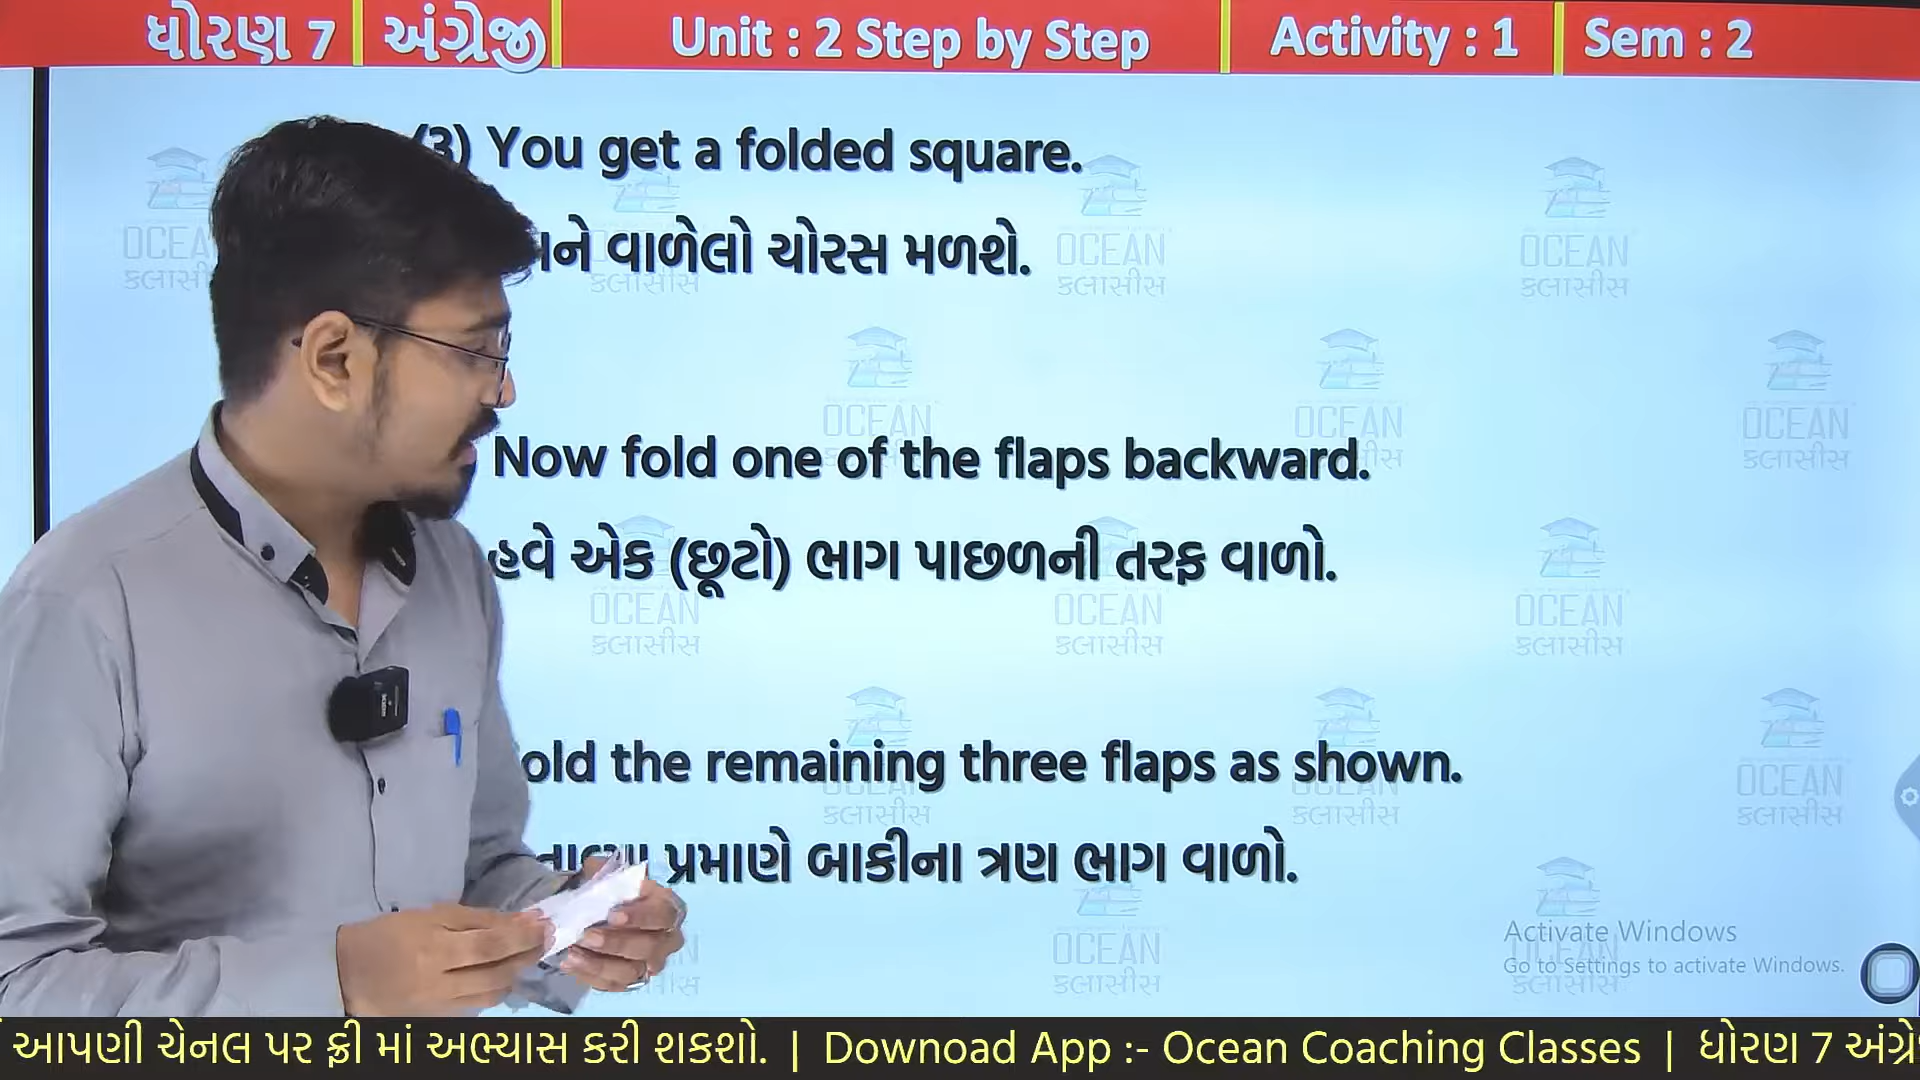 ધોરણ 7 અંગ્રેજી Unit : 2 Step by Step Activity : 1 Sem : 2
(3) You get a folded square.
વાળેલો ચોરસ મળશે.
Now fold one of the flaps backward.
હવે એક (છૂટો) ભાગ પાછળની તરફ વાળો.
the remaining three flaps as shown.
પ્રમાણે બાકીના ત્રણ ભાગ વાળો.
Activate Windows
Go to Settings to activate Windows.
આપણી ચેનલ પર ફ્રી માં અભ્યાસ કરી શકશો. | Downoad App :- Ocean Coaching Classes | ધોરણ 7
OCEAN
કલાસીસ